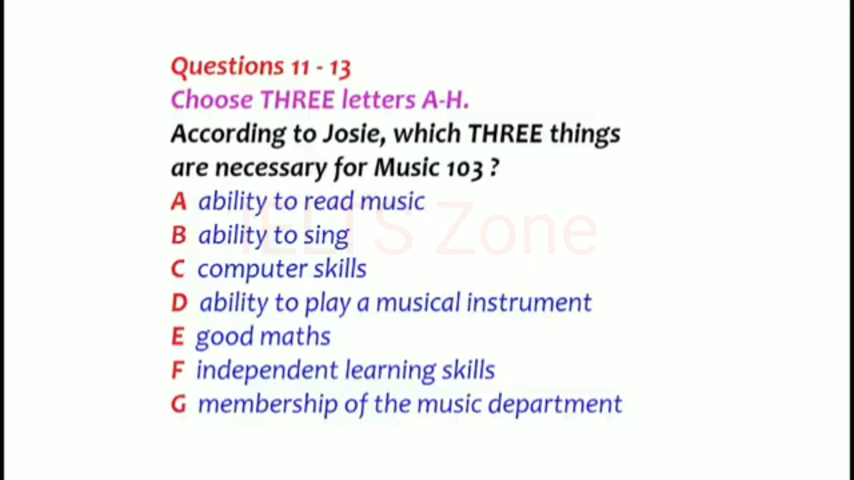 Questions 11 - 13
Choose THREE letters A-H.
According to Josie, which THREE things
are necessary for Music 103 ?
A ability to read music
B ability to sing
C computer skills
D ability to play a musical instrument
E good maths
F independent learning skills
G membership of the music department
IELTS Zone